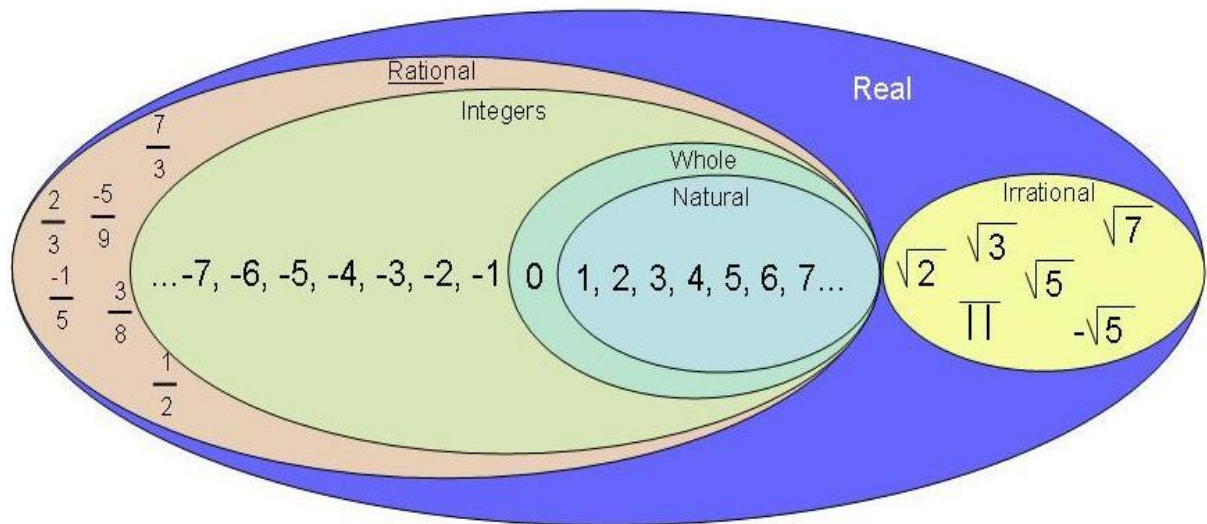 Rational
Real
Integers
7/3
Whole
Natural
Irrational
2/3
-5/9
√3
√7
...-7, -6, -5, -4, -3, -2, -1
0
1, 2, 3, 4, 5, 6, 7...
√2
√5
-1/5
3/8
π
-√5
1/2